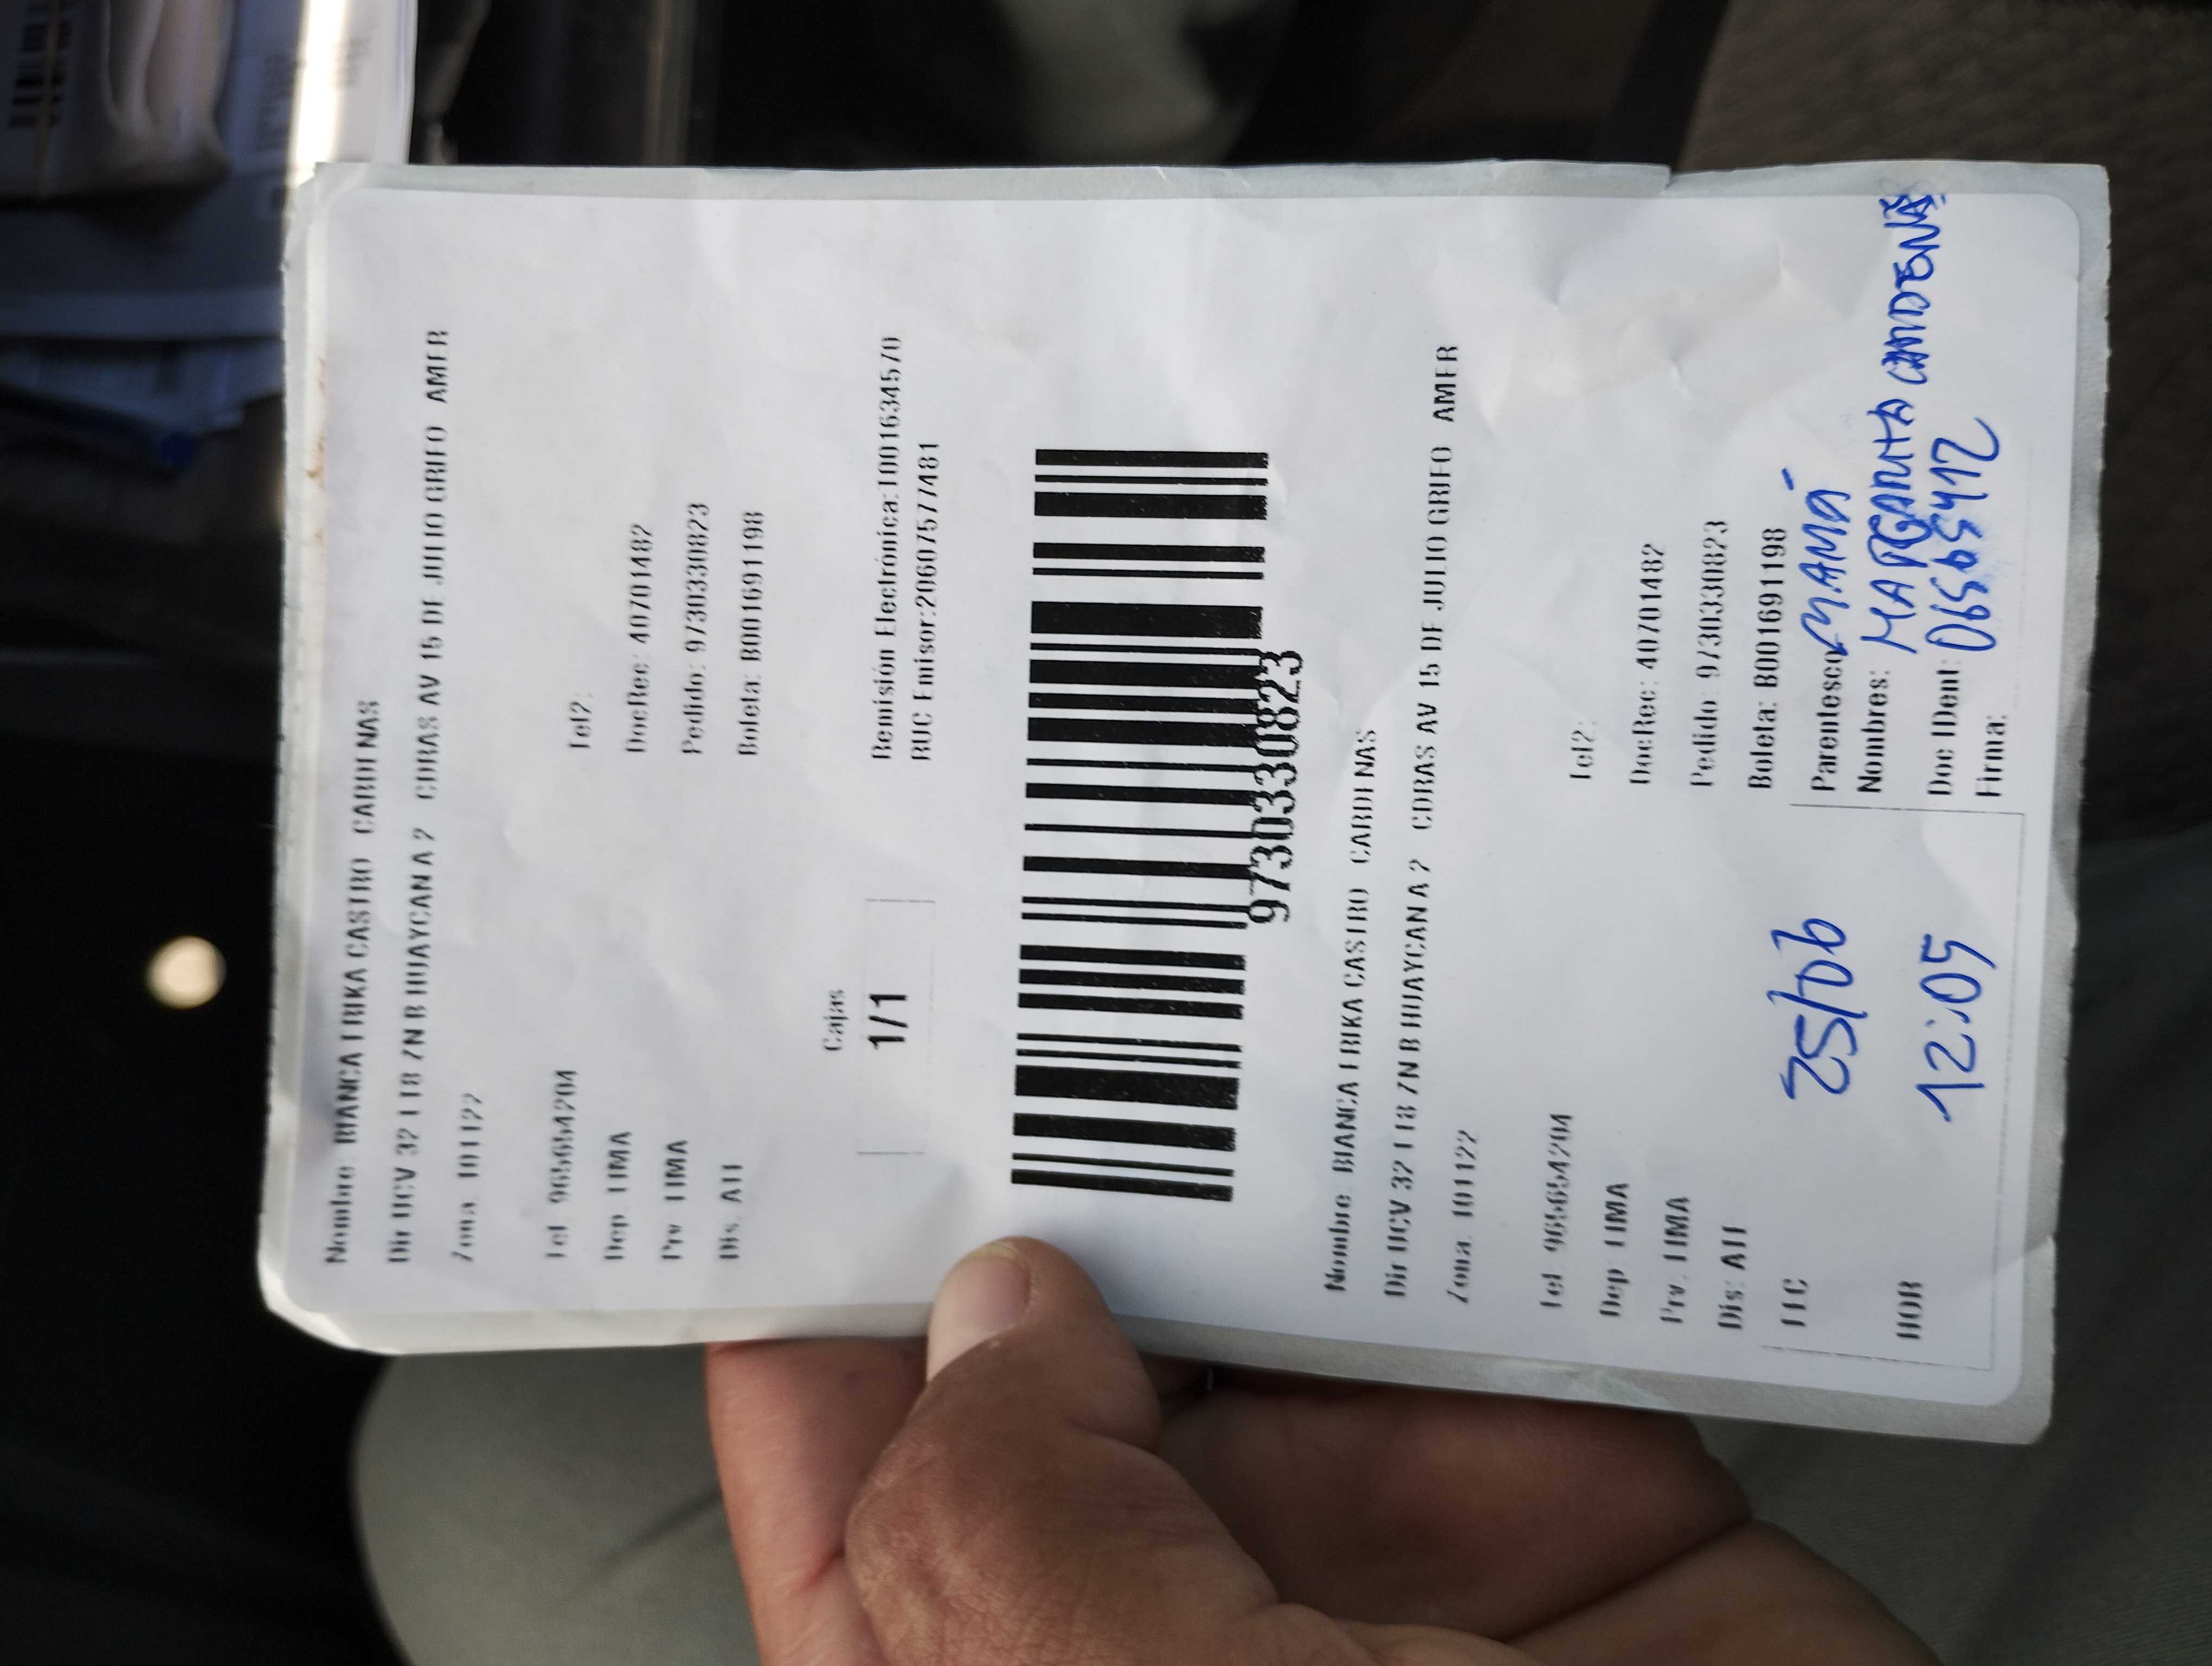 Nombre: BIANCA ERIKA CASTRO CARDENAS
Dir UCV 32 L18 ZN B HUAYCAN A 2 CDRAS AV 15 DE JULIO GRIFO AMER
Zona: 101122
Tel: 965654204 Tel2:
Dep: LIMA DocRec: 40701482
Prv: LIMA Pedido: 9730330823
Dis: ATE Boleta: B001691198
Cajas
1/1
Remisión Electrónica: T001634570
RUC Emisor:20607577481
9730330823
Nombre: BIANCA ERIKA CASTRO CARDENAS
Dir UCV 32 L18 ZN B HUAYCAN A 2 CDRAS AV 15 DE JULIO GRIFO AMER
Zona: 101122
Tel: 965654204 Tel2:
Dep: LIMA DocRec: 40701482
Prv: LIMA Pedido: 9730330823
Dis: ATE Boleta: B001691198
FEC 25/06 Parentesco MAMÁ
Nombres: MARGARITA CARDENAS
HOR 12:05 Doc IDent:
Firma: